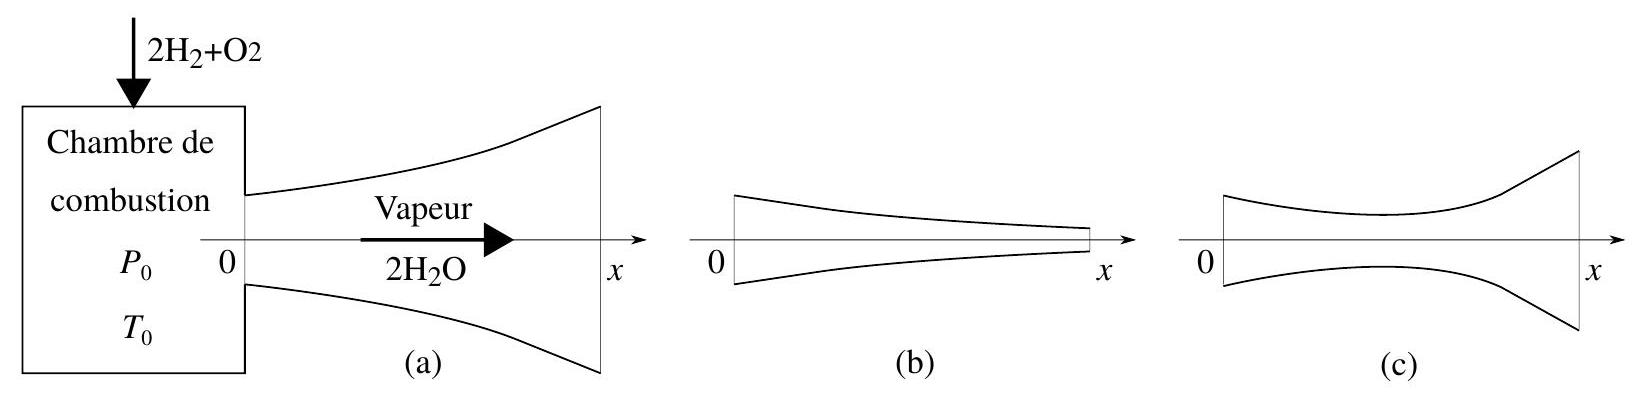 2H₂+O2
Chambre de
combustion
P₀
T₀
0
Vapeur
2H₂O
x
(a)
0
x
(b)
0
x
(c)